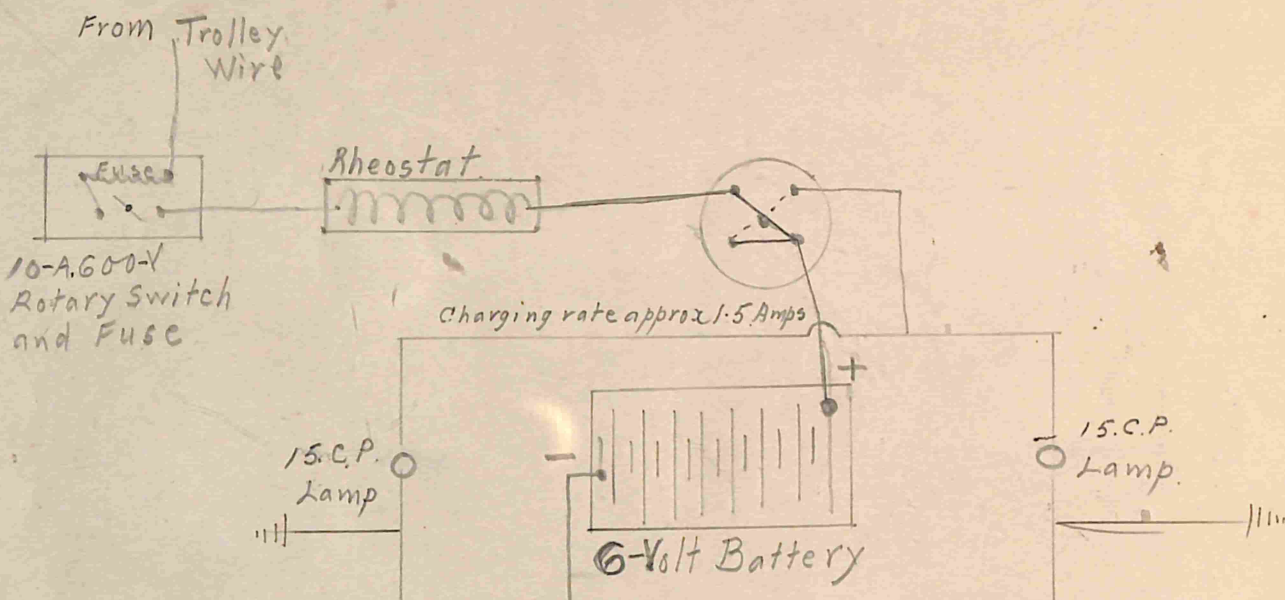 From Trolley
Wire
Fuse
Rheostat.
10-A.600-V
Rotary Switch
and Fuse
Charging rate approx 1.5 Amps
+
15.C.P.
Lamp
-
15.C.P.
Lamp.
6-Volt Battery